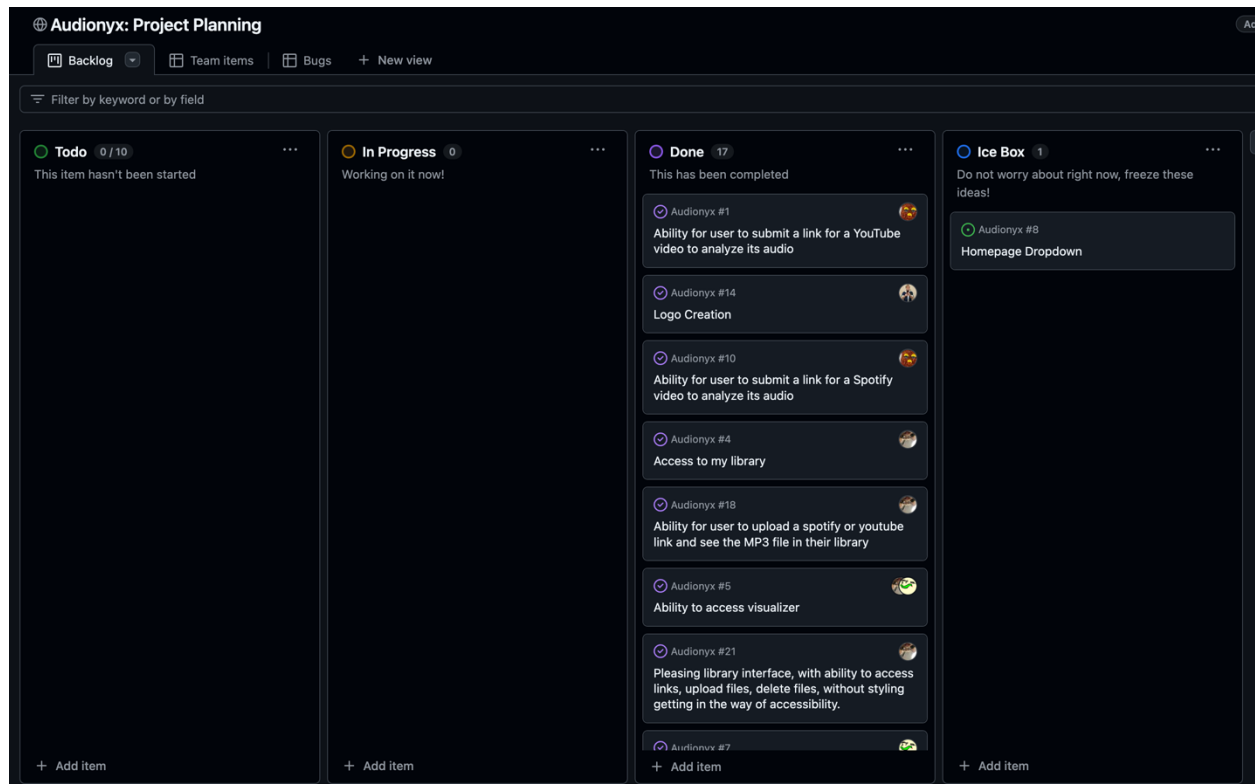 Audionyx: Project Planning
Backlog
Team items
Bugs
+ New view
Filter by keyword or by field
Todo 0 / 10
This item hasn't been started
+ Add item
In Progress 0
Working on it now!
+ Add item
Done 17
This has been completed
Audionyx #1
Ability for user to submit a link for a YouTube
video to analyze its audio
Audionyx #14
Logo Creation
Audionyx #10
Ability for user to submit a link for a Spotify
video to analyze its audio
Audionyx #4
Access to my library
Audionyx #18
Ability for user to upload a spotify or youtube
link and see the MP3 file in their library
Audionyx #5
Ability to access visualizer
Audionyx #21
Pleasing library interface, with ability to access
links, upload files, delete files, without styling
getting in the way of accessibility.
Audionyx #7
+ Add item
Ice Box 1
Do not worry about right now, freeze these
ideas!
Audionyx #8
Homepage Dropdown
+ Add item